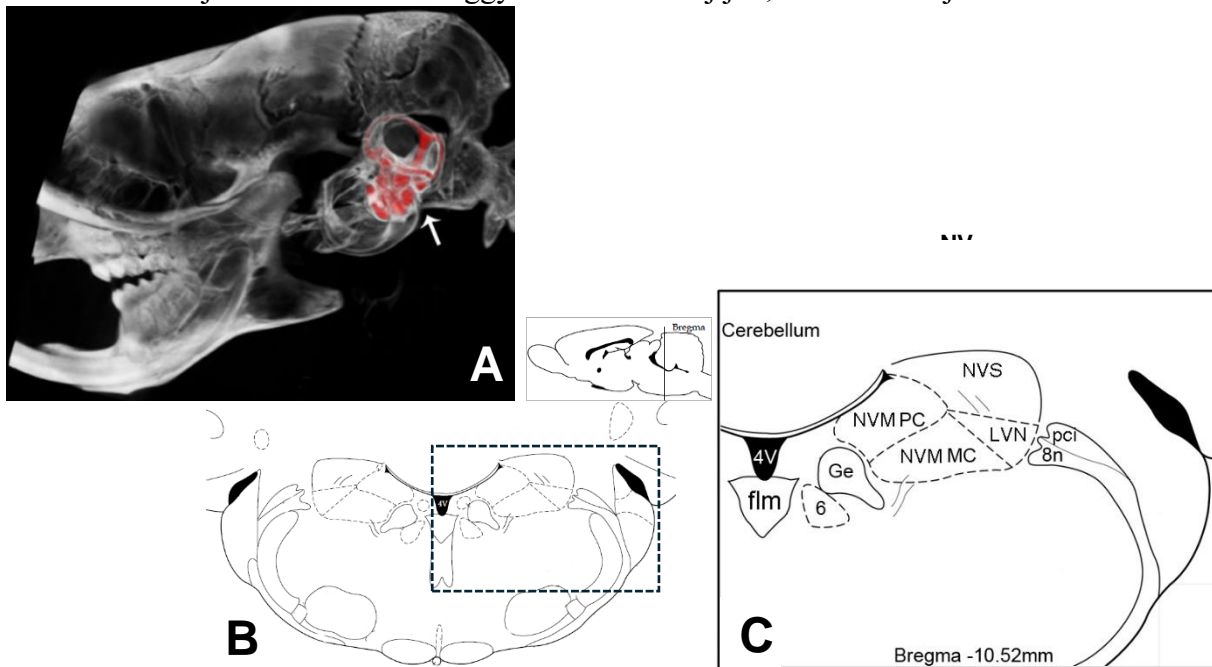 A
Bregma
4V
B
Cerebellum
NVS
NVM PC
LVN
pci
4V
NVM MC
8n
Ge
flm
6
C
Bregma -10.52mm